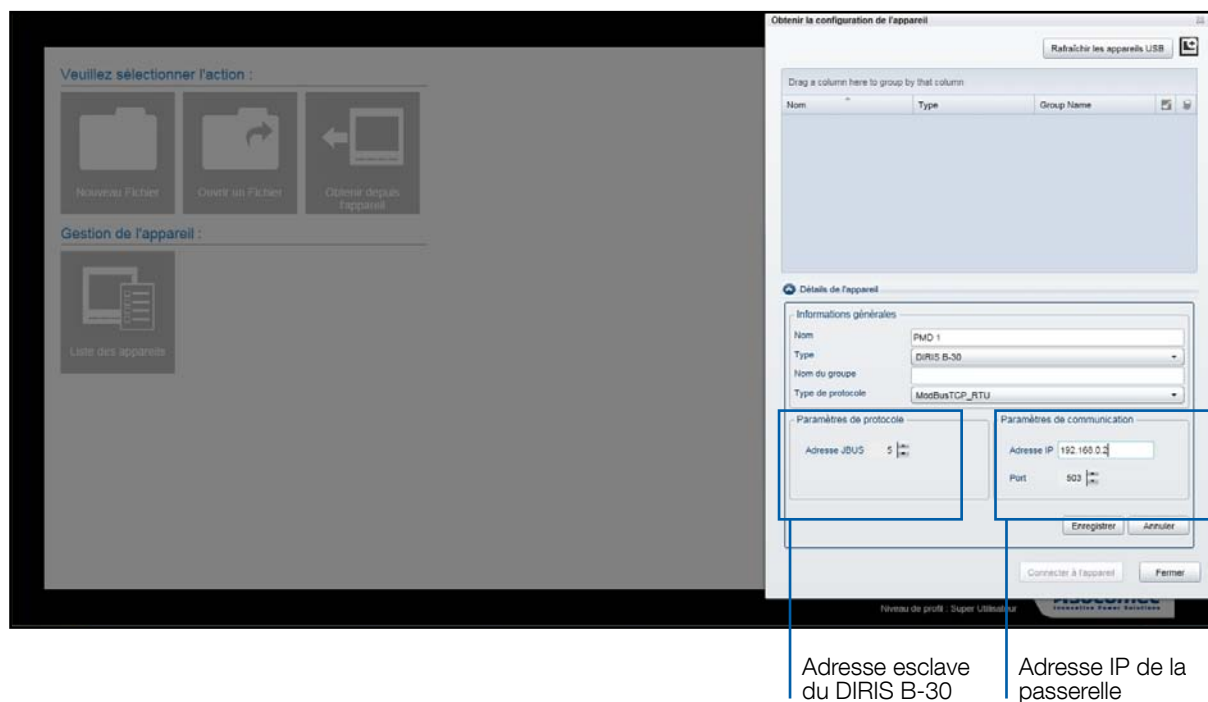 Obtenir la configuration de l'appareil
Rafraîchir les appareils USB
Veuillez sélectionner l'action :
Drag a column here to group by that column
Nom Type Group Name
Nouveau Fichier Ouvrir un Fichier Obtenir depuis l'appareil
Gestion de l'appareil :
Liste des appareils
Détails de l'appareil
Informations générales
Nom PMD 1
Type DIRIS B-30
Nom du groupe
Type de protocole ModBusTCP_RTU
Paramètres de protocole
Adresse JBUS 5
Paramètres de communication
Adresse IP 192.168.0.2
Port 503
Enregistrer Annuler
Connecter à l'appareil Fermer
Niveau de profil : Super Utilisateur
Innovative Power Solutions
Adresse esclave
du DIRIS B-30
Adresse IP de la
passerelle